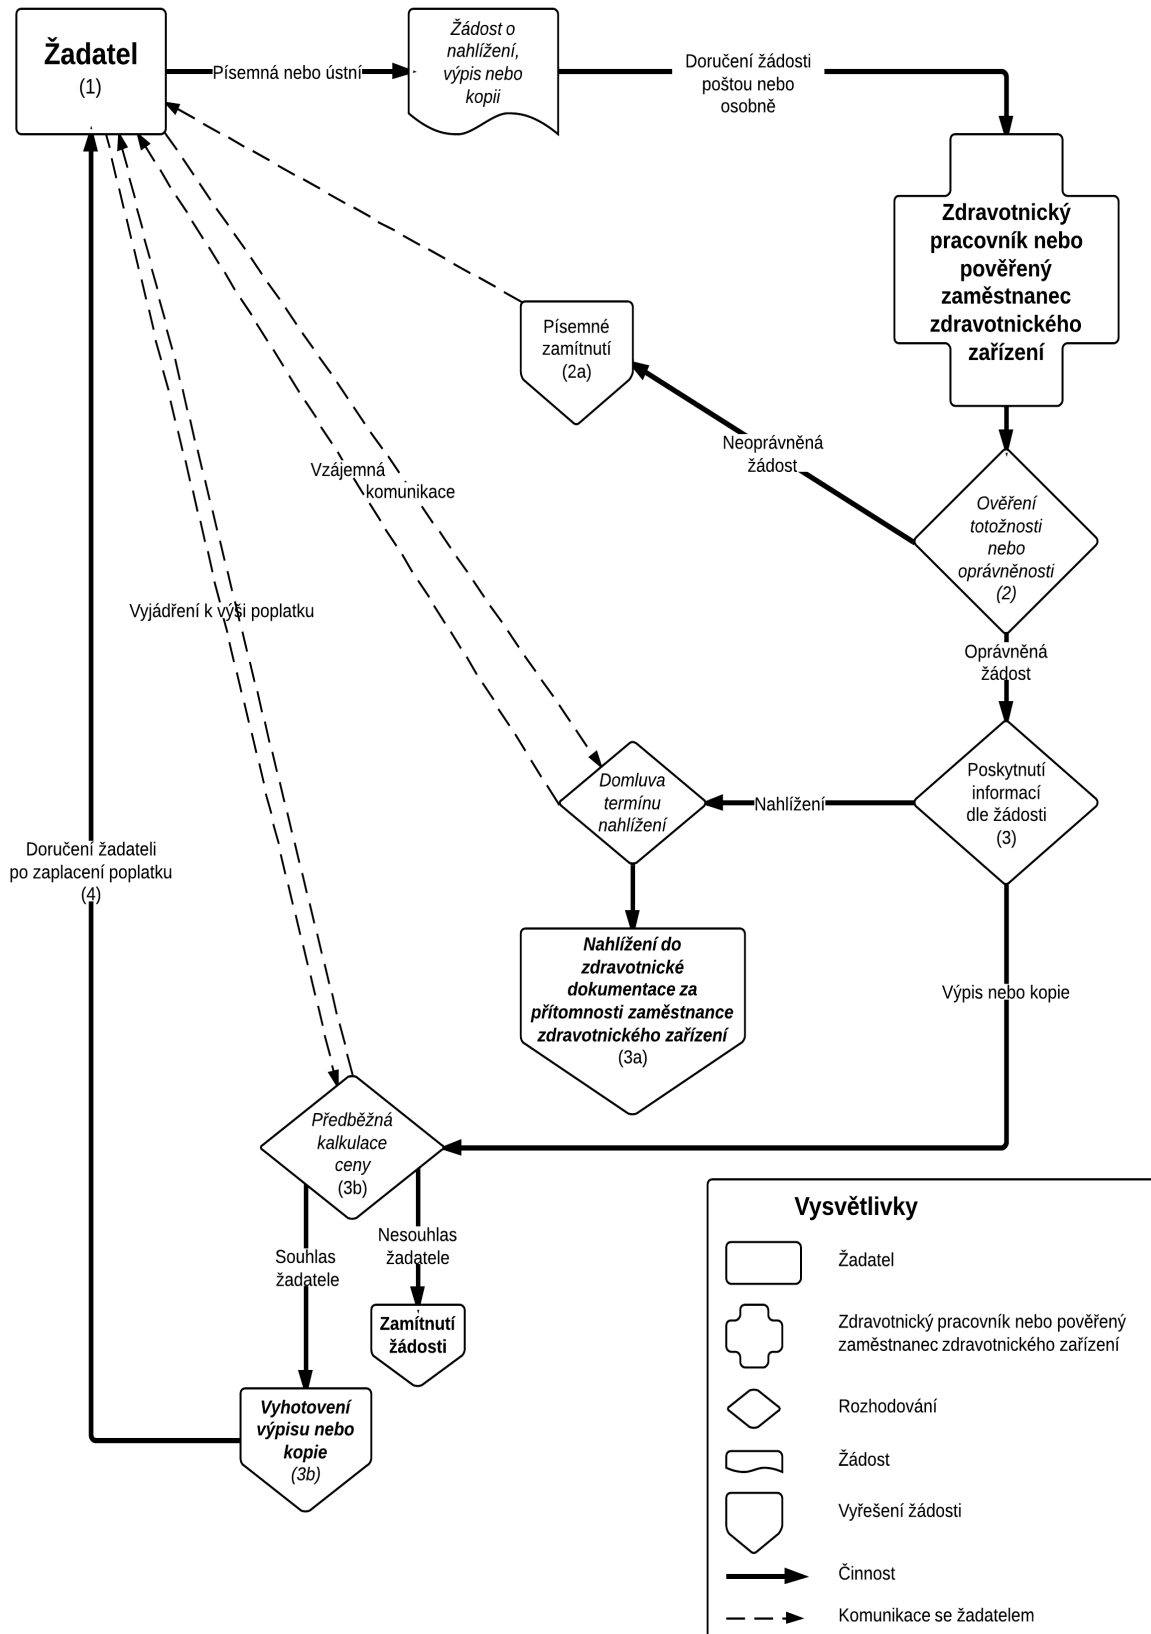 Žadatel
(1)
Písemná nebo ústní
Žádost o
nahlížení,
výpis nebo
kopii
Doručení žádosti
poštou nebo
osobně
Zdravotnický
pracovník nebo
pověřený
zaměstnanec
zdravotnického
zařízení
Písemné
zamítnutí
(2a)
Neoprávněná
žádost
Vzájemná
komunikace
Ověření
totožnosti
nebo
oprávněnosti
(2)
Vyjádření k výši poplatku
Oprávněná
žádost
Domluva
termínu
nahlížení
Nahlížení
Poskytnutí
informací
dle žádosti
(3)
Doručení žadateli
po zaplacení poplatku
(4)
Nahlížení do
zdravotnické
dokumentace za
přítomnosti zaměstnance
zdravotnického zařízení
(3a)
Výpis nebo kopie
Předběžná
kalkulace
ceny
(3b)
Souhlas
žadatele
Nesouhlas
žadatele
Zamítnutí
žádosti
Vyhotovení
výpisu nebo
kopie
(3b)
Vysvětlivky
Žadatel
Zdravotnický pracovník nebo pověřený
zaměstnanec zdravotnického zařízení
Rozhodování
Žádost
Vyřešení žádosti
Činnost
Komunikace se žadatelem